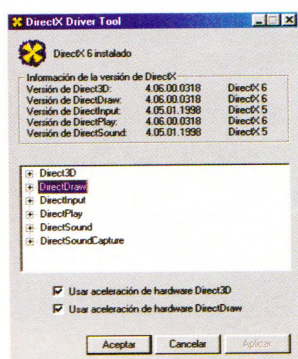 DirectX Driver Tool
DirectX 6 instalado
Información de la versión de DirectX
Versión de Direct3D: 4.06.00.0318 DirectX 6
Versión de DirectDraw: 4.06.00.0318 DirectX 6
Versión de DirectInput: 4.05.01.1998 DirectX 5
Versión de DirectPlay: 4.06.00.0318 DirectX 6
Versión de DirectSound: 4.05.01.1998 DirectX 5
Direct3D
DirectDraw
DirectInput
DirectPlay
DirectSound
DirectSoundCapture
Usar aceleración de hardware Direct3D
Usar aceleración de hardware DirectDraw
Aceptar Cancelar Aplicar